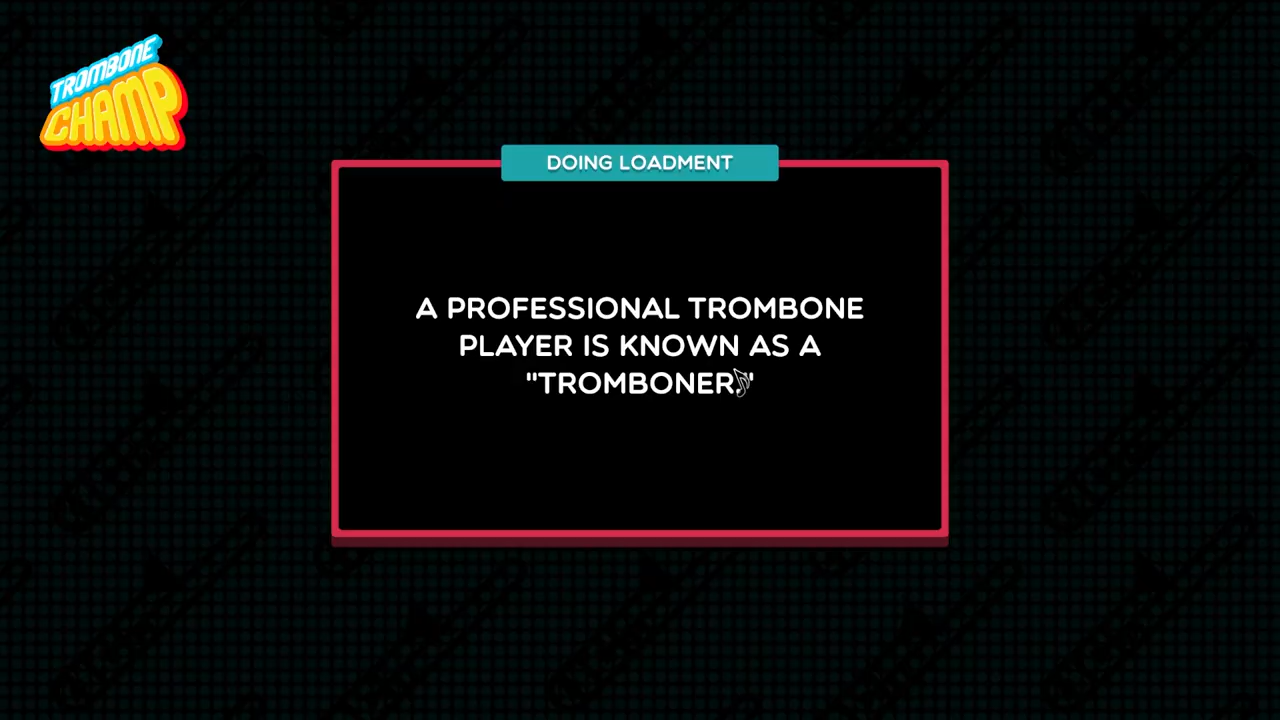 TROMBONE
CHAMP
DOING LOADMENT
A PROFESSIONAL TROMBONE
PLAYER IS KNOWN AS A
"TROMBONER"